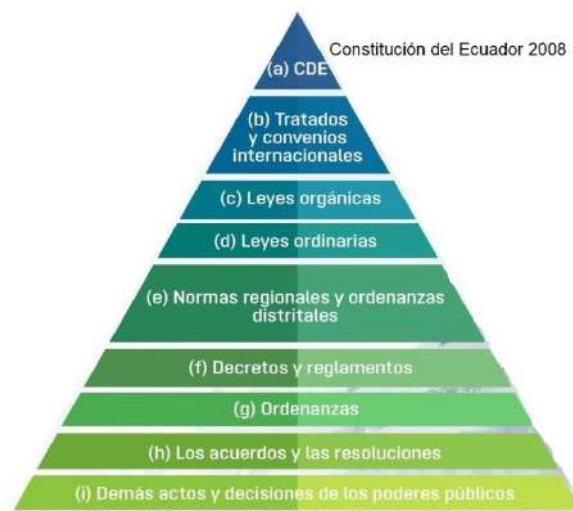 Constitución del Ecuador 2008
(a) CDE
(b) Tratados
y convenios
internacionales
(c) Leyes orgánicas
(d) Leyes ordinarias
(e) Normas regionales y ordenanzas
distritales
(f) Decretos y reglamentos
(g) Ordenanzas
(h) Los acuerdos y las resoluciones
(i) Demás actos y decisiones de los poderes públicos